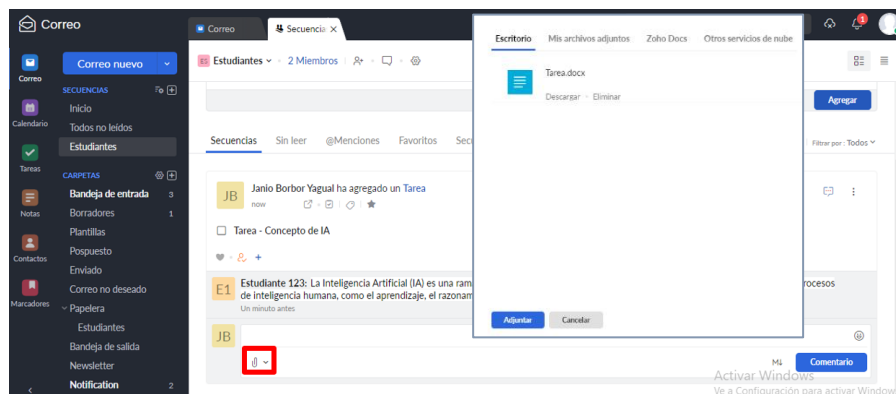 Correo
Correo
Secuencia
1
Correo nuevo
Estudiantes
2 Miembros
Escritorio
Mis archivos adjuntos
Zoho Docs
Otros servicios de nube
Correo
SECUENCIAS
Tarea.docx
Calendario
Inicio
Descargar
Eliminar
Agregar
Todos no leídos
Estudiantes
Secuencias
Sin leer
@Menciones
Favoritos
Filtrar por : Todos
Tareas
CARPETAS
Bandeja de entrada 3
JB
Janio Borbor Yagual ha agregado un Tarea
now
Notas
Borradores 1
Plantillas
Tarea - Concepto de IA
Contactos
Pospuesto
Enviado
Correo no deseado
E1
Estudiante 123: La Inteligencia Artificial (IA) es una ram
rocesos
de inteligencia humana, como el aprendizaje, el razonam
Un minuto antes
Marcadores
Papelera
Adjuntar
Cancelar
Estudiantes
JB
Bandeja de salida
Newsletter
M↓
Comentario
Notification 2
Activar Windows
Ve a Configuración para activar Window